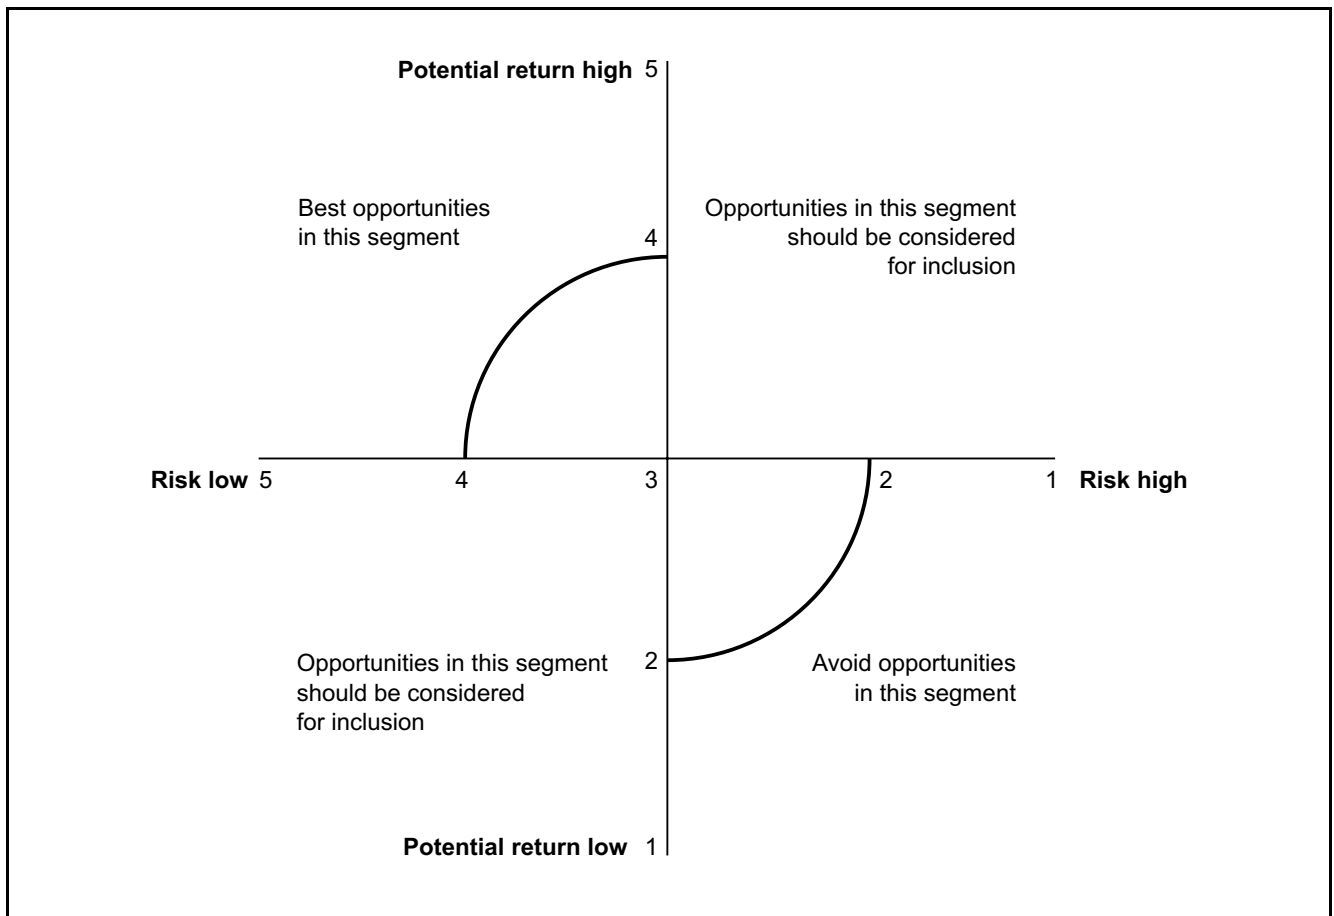 Potential return high 5
Best opportunities
in this segment
Opportunities in this segment
should be considered
for inclusion
4
Risk low 5 4 3 2 1 Risk high
Opportunities in this segment
should be considered
for inclusion
2
Avoid opportunities
in this segment
Potential return low 1